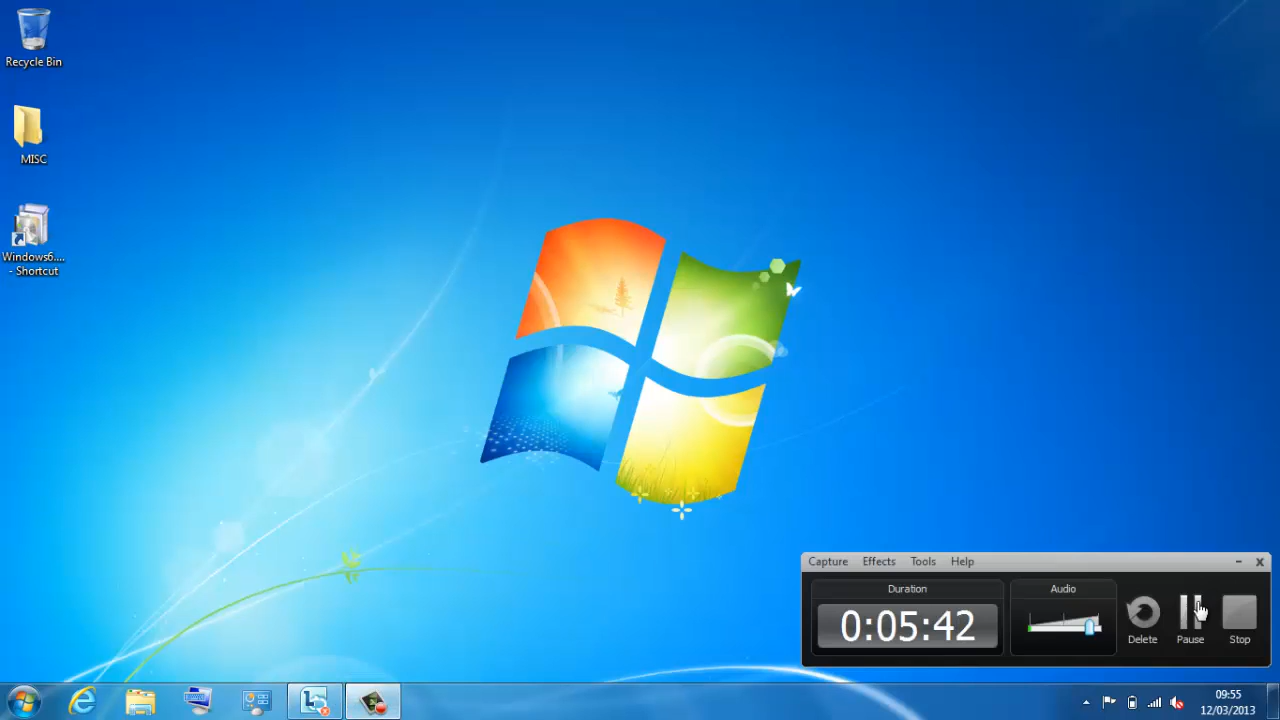 Recycle Bin
MISC
Windows6....
- Shortcut
Capture Effects Tools Help
Duration
Audio
0:05:42
Delete
Pause
Stop
09:55
12/03/2013